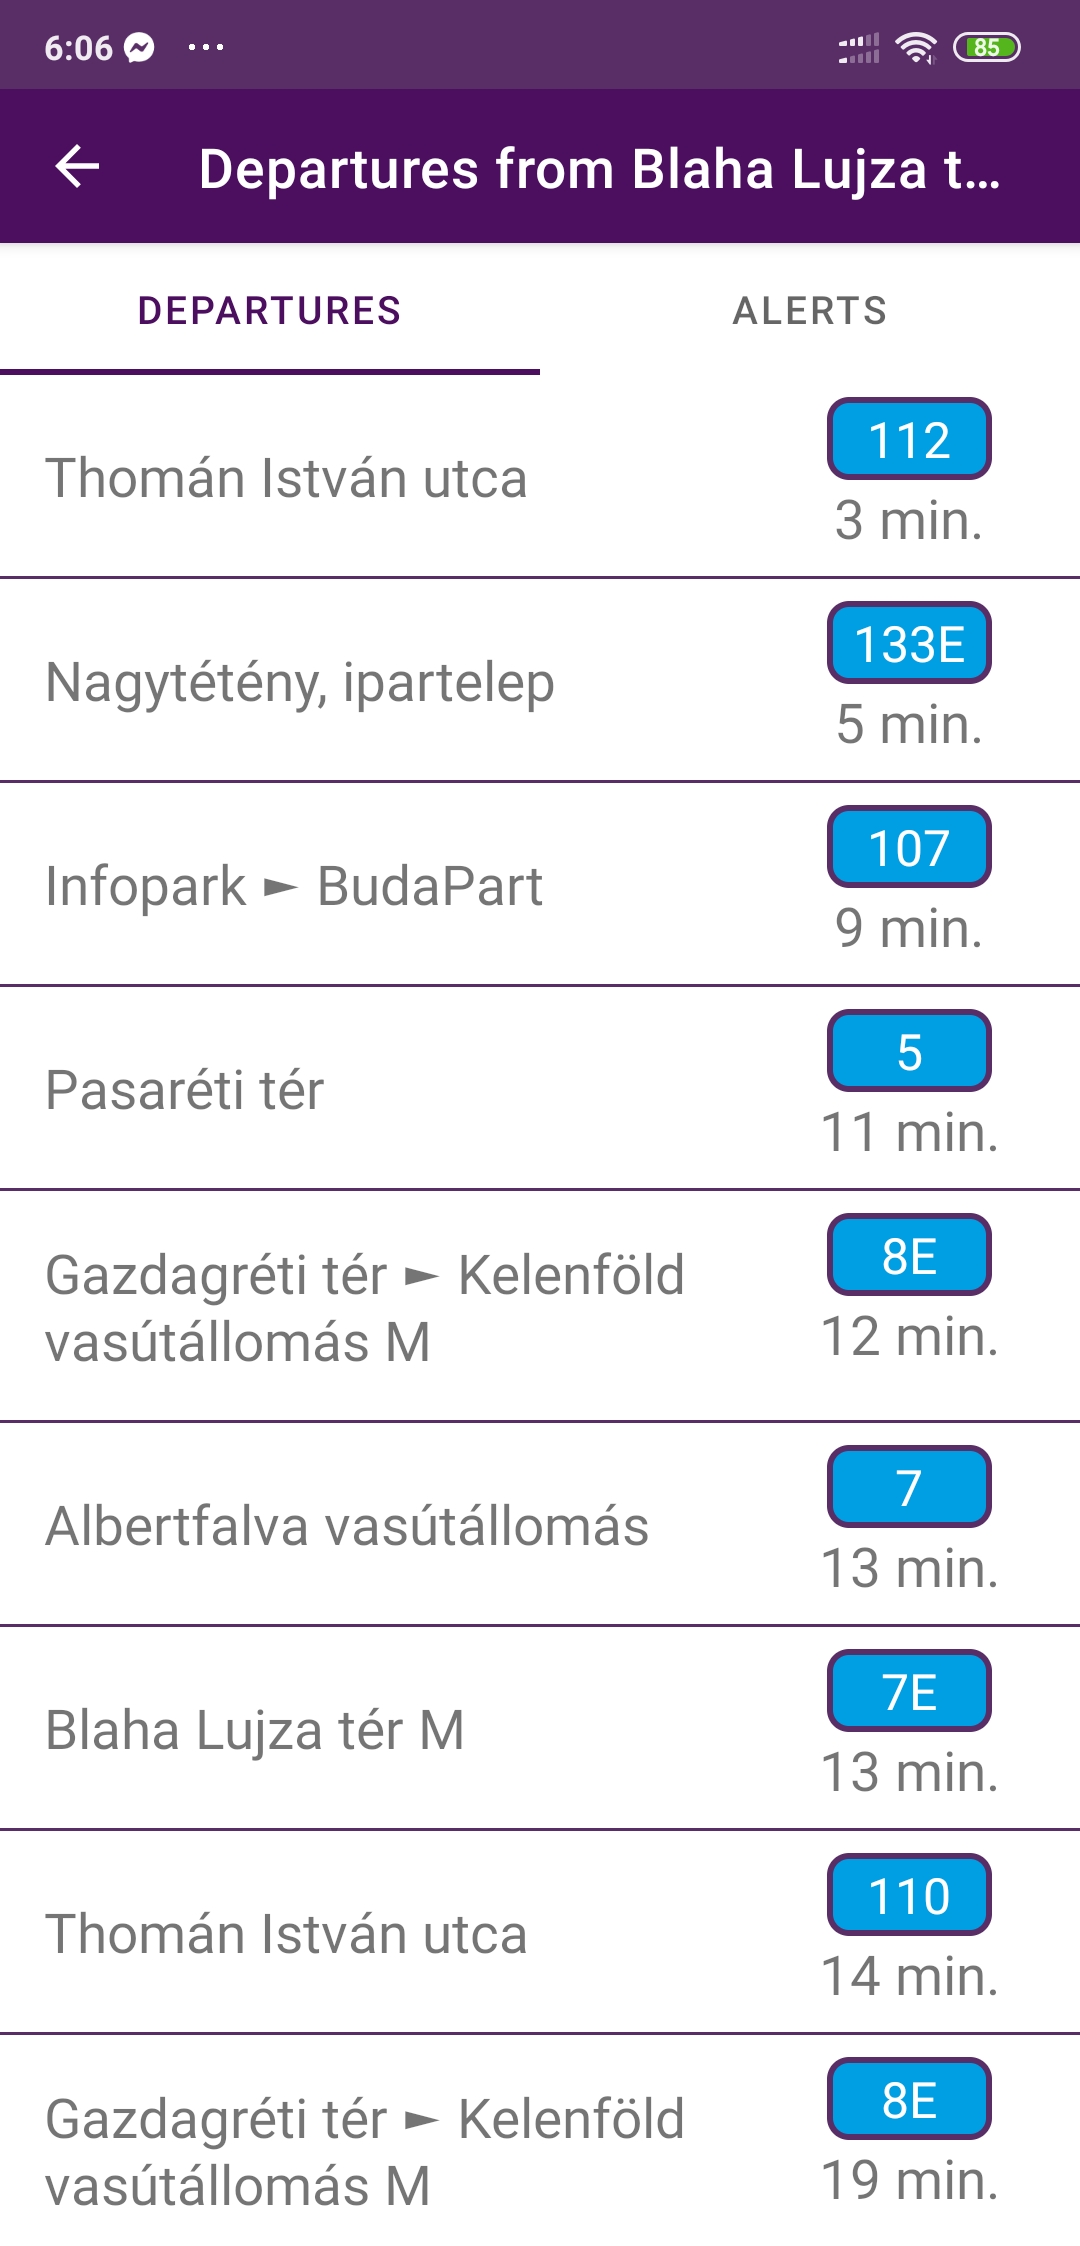 6:06 ... 85
Departures from Blaha Lujza t...
DEPARTURES ALERTS
112
Thomán István utca
3 min.
133E
Nagytétény, ipartelep
5 min.
107
Infopark ► BudaPart
9 min.
5
Pasaréti tér
11 min.
8E
Gazdagréti tér ► Kelenföld
vasútállomás M
12 min.
7
Albertfalva vasútállomás
13 min.
7E
Blaha Lujza tér M
13 min.
110
Thomán István utca
14 min.
8E
Gazdagréti tér ► Kelenföld
vasútállomás M
19 min.